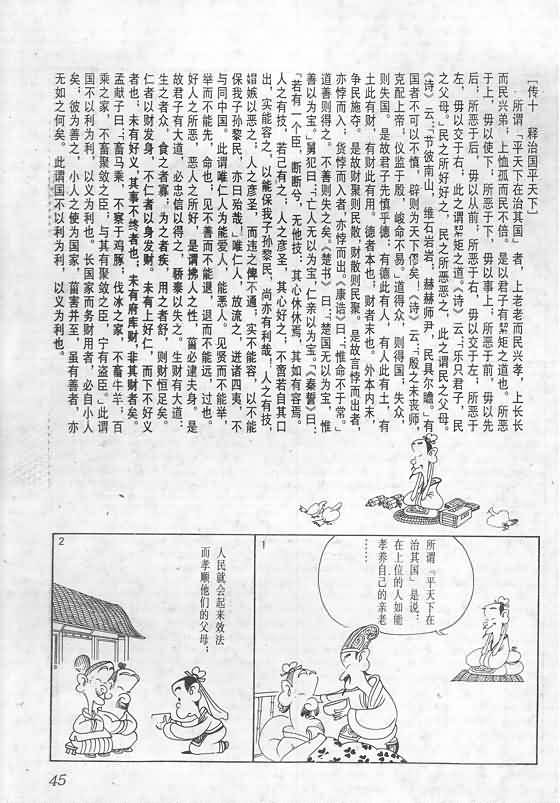 [传十 释治国平天下]
所谓「平天下在治其国」者，上老老而民兴孝，上长长
而民兴弟；上恤孤而民不倍。是以君子有絜矩之道也。所恶
于上，毋以使下；所恶于下，毋以事上；所恶于前，毋以先
后；所恶于后，毋以从前；所恶于右，毋以交于左；所恶于
左，毋以交于右；此之谓絜矩之道。《诗》云：「乐只君子，民
之父母。」民之所好好之，民之所恶恶之，此之谓民之父母。
《诗》云：「节彼南山，维石岩岩，赫赫师尹，民具尔瞻。」有
国者不可以不慎，辟则为天下僇矣！《诗》云：「殷之未丧师，
克配上帝；仪监于殷，峻命不易。」道得众，则得国；失众，
则失国。是故君子先慎乎德；有德此有人，有人此有土，有
土此有财，有财此有用。德者本也；财者末也。外本内末，
争民施夺。是故财聚则民散，财散则民聚。是故言悖而出者，
亦悖而入；货悖而入者，亦悖而出。《康诰》曰：「惟命不于常。」
道善则得之，不善则失之矣。《楚书》曰：「楚国无以为宝，惟
善以为宝。」舅犯曰：「亡人无以为宝，仁亲以为宝。」《秦誓》曰：
「若有一个臣，断断兮，无他技；其心休休焉，其如有容焉。
人之有技，若己有之；人之彦圣，其心好之；不啻若自其口
出，实能容之，以能保我子孙黎民，尚亦有利哉；人之有技，
媢嫉以恶之；人之彦圣，而违之俾不通；实不能容，以不能
保我子孙黎民，亦曰殆哉。」唯仁人，放流之，迸诸四夷，不
与同中国。此谓唯仁人为能爱人，能恶人。见贤而不能举，
举而不能先，命也；见不善而不能退，退而不能远，过也。
好人之所恶，恶人之所好，是谓拂人之性，菑必逮夫身。是
故君子有大道，必忠信以得之，骄泰以失之。生财有大道：
生之者众，食之者寡；为之者疾，用之者舒，则财恒足矣。
仁者以财发身，不仁者以身发财。未有上好仁，而下不好义
者也；未有好义，其事不终者也；未有府库财，非其财者矣。
孟献子曰：「畜马乘，不察于鸡豚；伐冰之家，不畜牛羊；百
乘之家，不畜聚敛之臣；与其有聚敛之臣，宁有盗臣。」此谓
国不以利为利，以义为利也。长国家而务财用者，必自小人
矣；彼为善之，小人之使为国家，菑害并至，虽有善者，亦
无如之何矣。此谓国不以利为利，以义为利也。
1
所谓『平天下在
治其国』是说：
在上位的人如能
孝养自己的亲老
……
2
人民就会起来效法
而孝顺他们的父母；
45